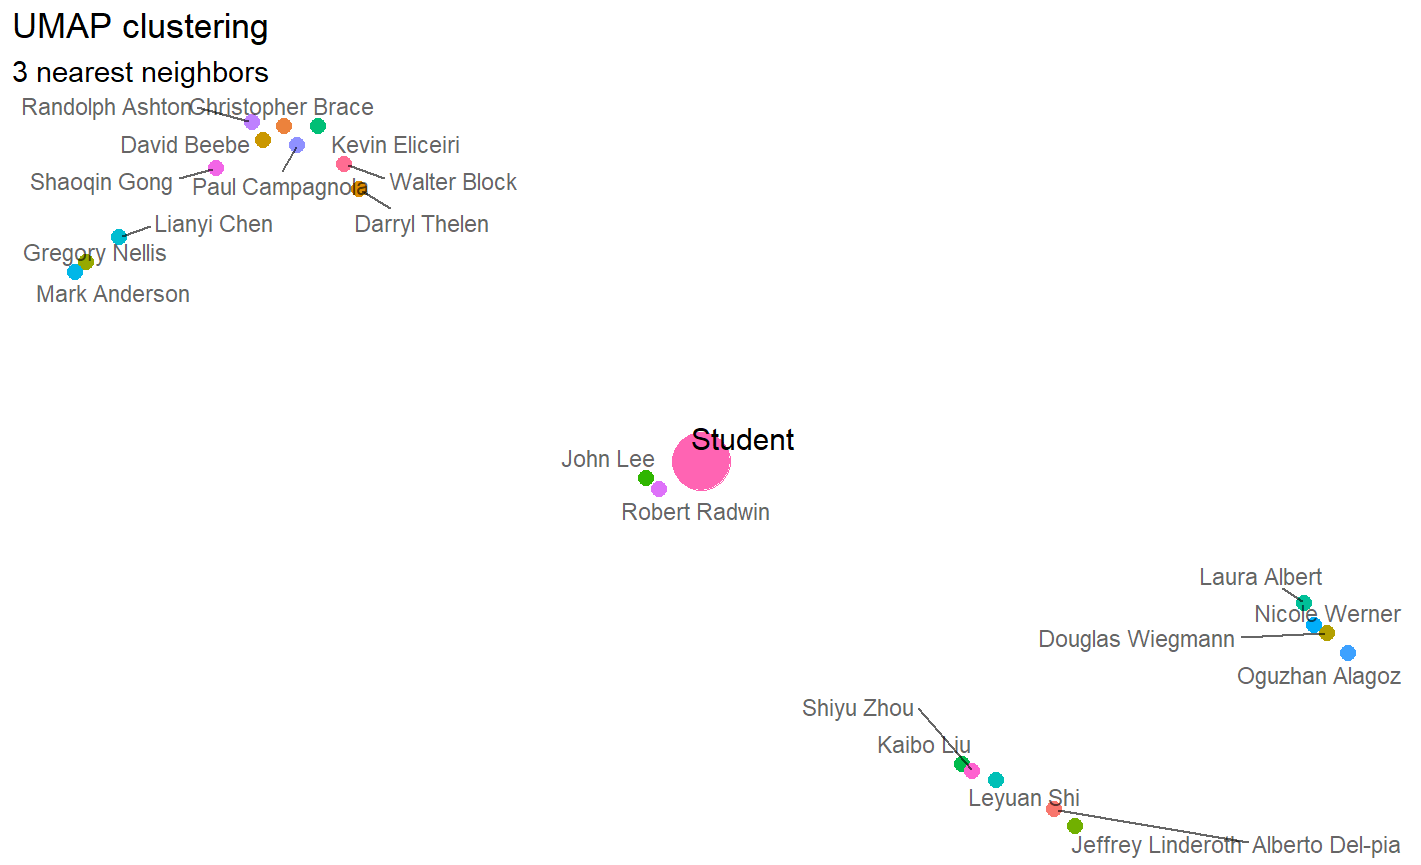 UMAP clustering
3 nearest neighbors
Randolph Ashton
Christopher Brace
David Beebe
Kevin Eliceiri
Shaoqin Gong
Paul Campagnola
Walter Block
Lianyi Chen
Darryl Thelen
Gregory Nellis
Mark Anderson
Student
John Lee
Robert Radwin
Laura Albert
Nicole Werner
Douglas Wiegmann
Oguzhan Alagoz
Shiyu Zhou
Kaibo Liu
Leyuan Shi
Jeffrey Linderoth
Alberto Del-pia